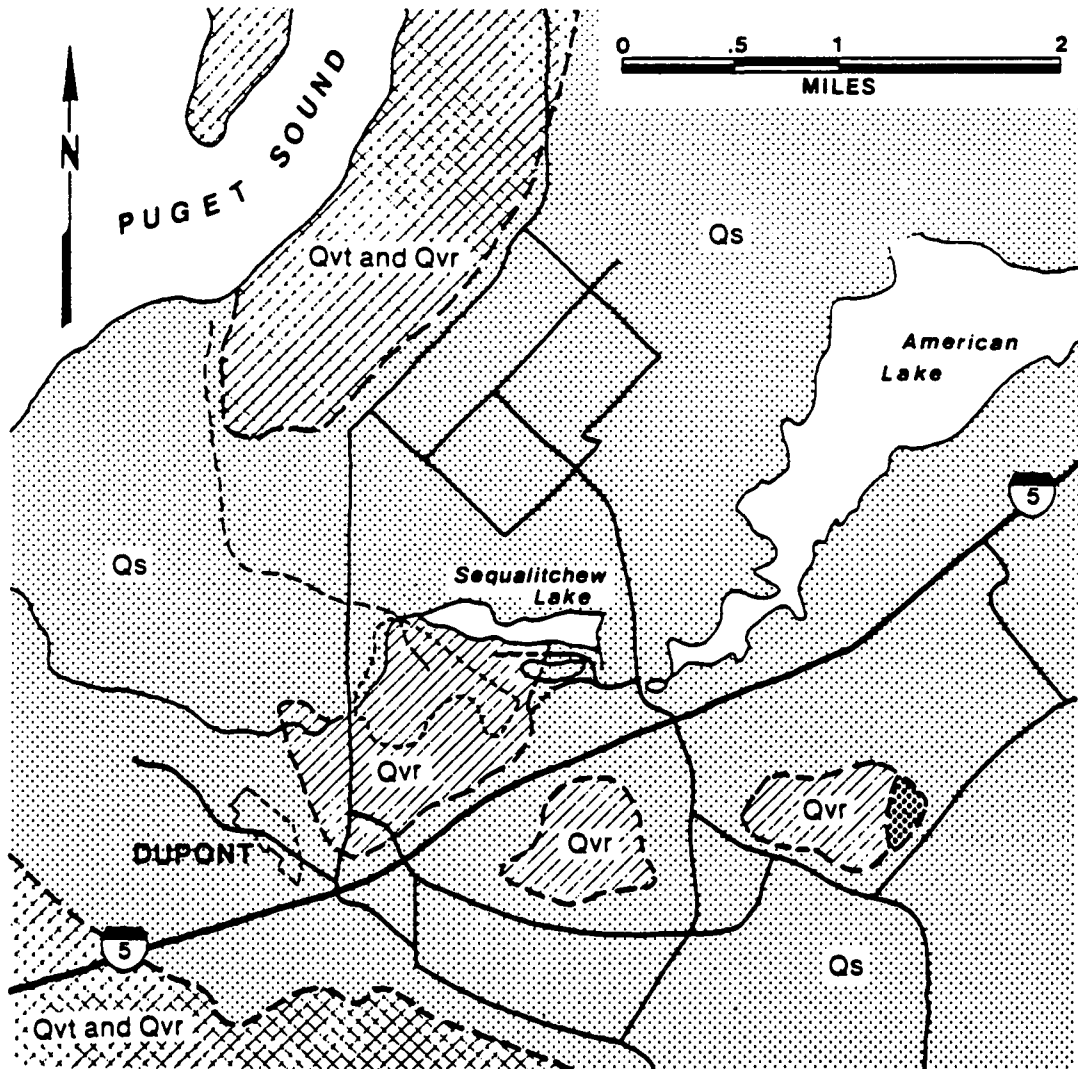 0 .5 1 2
MILES
N
PUGET SOUND
Qs
Qvt and Qvr
American
Lake
5
Qs
Sequalitchew
Lake
Qvr
Qvr
Qvr
DUPONT
5
Qs
Qvt and Qvr